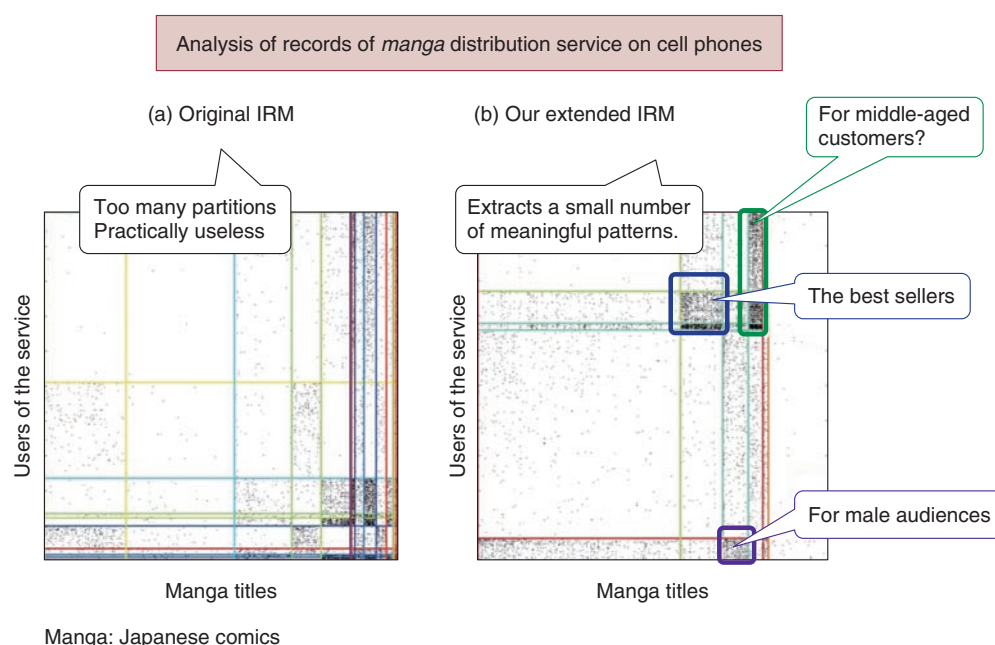 Analysis of records of manga distribution service on cell phones
(a) Original IRM
(b) Our extended IRM
For middle-aged
customers?
Too many partitions
Practically useless
Extracts a small number
of meaningful patterns.
The best sellers
Users of the service
Users of the service
For male audiences
Manga titles
Manga titles
Manga: Japanese comics